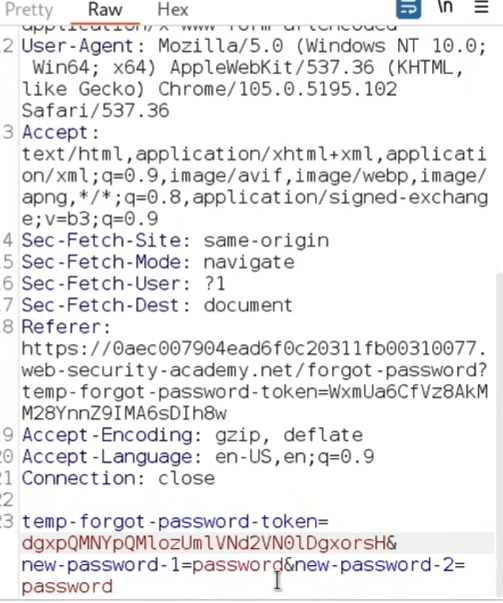 Pretty Raw Hex \n
application/x-www-form-urlencoded
2 User-Agent: Mozilla/5.0 (Windows NT 10.0;
Win64; x64) AppleWebKit/537.36 (KHTML,
like Gecko) Chrome/105.0.5195.102
Safari/537.36
3 Accept:
text/html,application/xhtml+xml,applicati
on/xml;q=0.9,image/avif,image/webp,image/
apng,*/*;q=0.8,application/signed-exchang
e;v=b3;q=0.9
4 Sec-Fetch-Site: same-origin
5 Sec-Fetch-Mode: navigate
6 Sec-Fetch-User: ?1
7 Sec-Fetch-Dest: document
8 Referer:
https://0aec007904ead6f0c20311fb00310077.
web-security-academy.net/forgot-password?
temp-forgot-password-token=WxmUa6CfVz8AkM
M28YnnZ9IMA6sDIh8w
9 Accept-Encoding: gzip, deflate
20 Accept-Language: en-US,en;q=0.9
21 Connection: close
22
23 temp-forgot-password-token=
dgxpQMNYpQMlozUmlVNd2VN0lDgxorsH&
new-password-1=password&new-password-2=
password